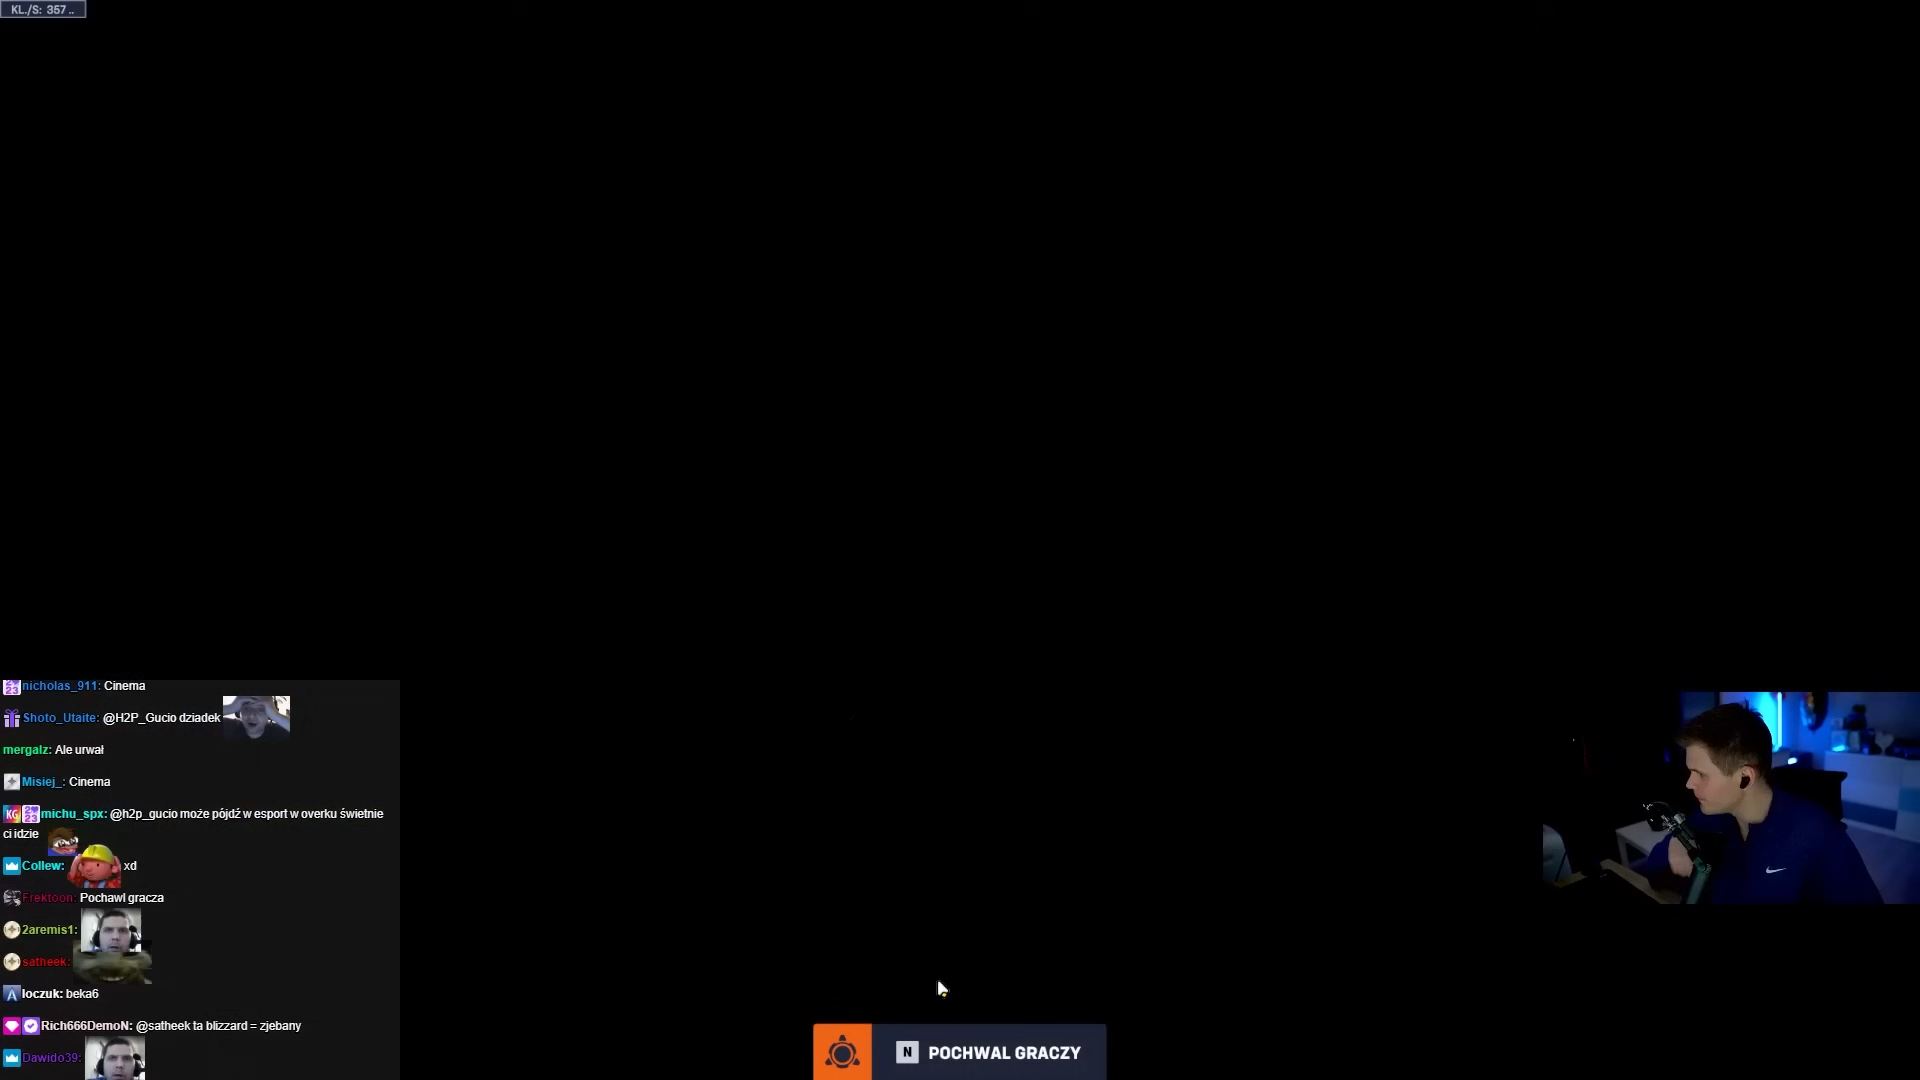 KL./S: 357 ..
nicholas_911: Cinema
Shoto_Utaite: @H2P_Gucio dziadek
mergalz: Ale urwał
Misiej_: Cinema
KG michu_spx: @h2p_gucio może pójdź w esport w overku świetnie
ci idzie
Collew: xd
Frektoon: Pochawl gracza
2aremis1:
satheek:
loczuk: beka6
Rich666DemoN: @satheek ta blizzard = zjebany
Dawido39:
N POCHWAL GRACZY